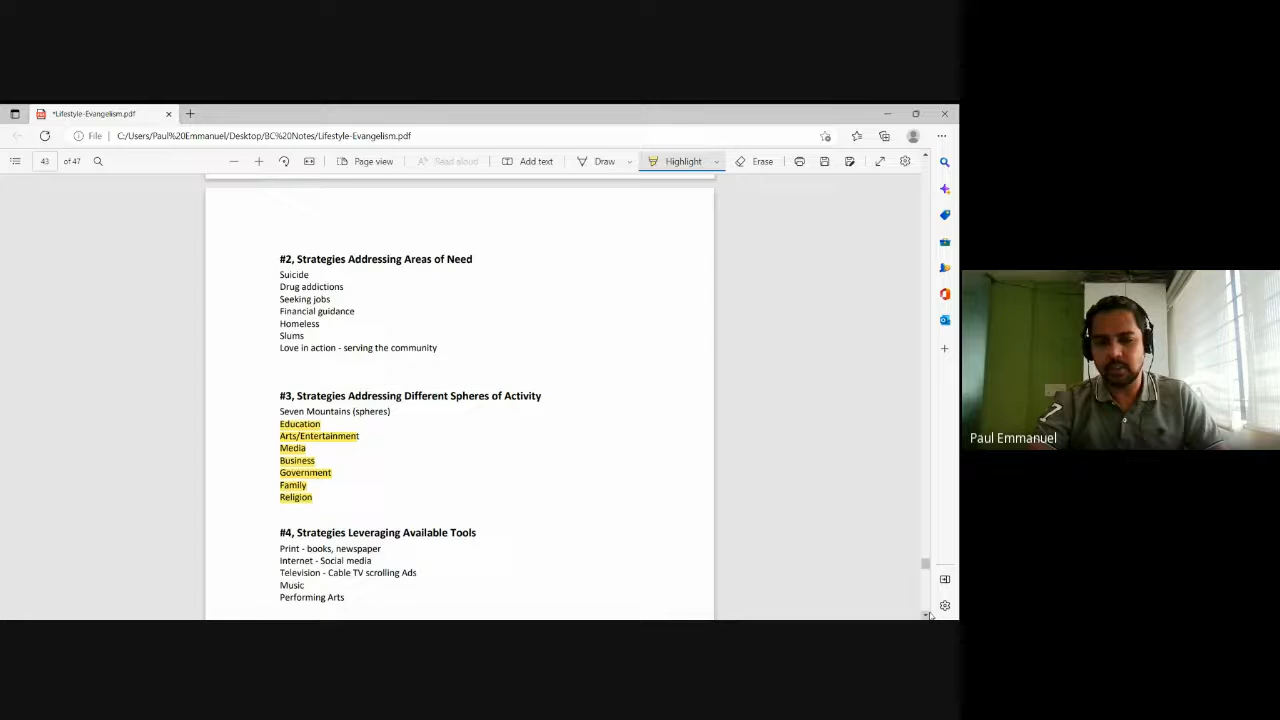 *Lifestyle-Evangelism.pdf
File
C:/Users/Paul%20Emmanuel/Desktop/BC%20Notes/Lifestyle-Evangelism.pdf
43 of 47
Page view
Read aloud
Add text
Draw
Highlight
Erase
#2, Strategies Addressing Areas of Need
Suicide
Drug addictions
Seeking jobs
Financial guidance
Homeless
Slums
Love in action - serving the community
#3, Strategies Addressing Different Spheres of Activity
Seven Mountains (spheres)
Education
Arts/Entertainment
Media
Business
Government
Family
Religion
#4, Strategies Leveraging Available Tools
Print - books, newspaper
Internet - Social media
Television - Cable TV scrolling Ads
Music
Performing Arts
Paul Emmanuel